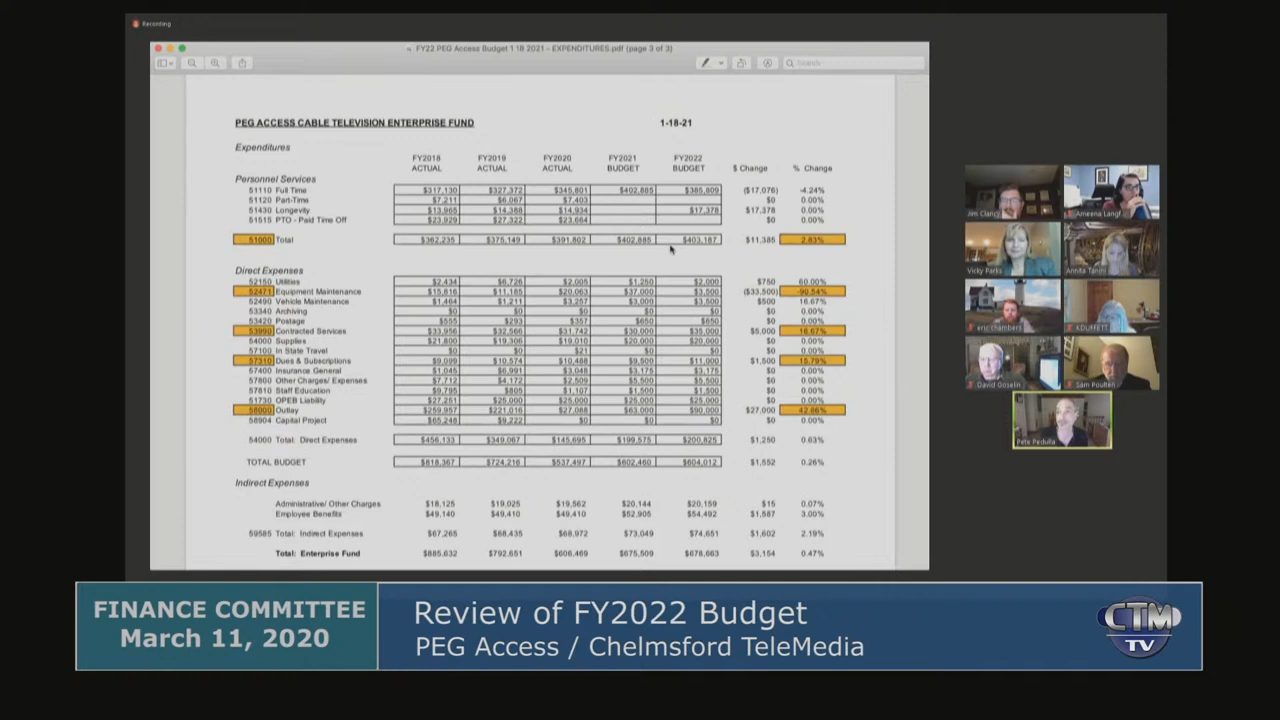 Recording
FY22 PEG Access Budget 1 18 2021 - EXPENDITURES.pdf (page 3 of 3)
Search
PEG ACCESS CABLE TELEVISION ENTERPRISE FUND 1-18-21
Expenditures
FY2018 ACTUAL FY2019 ACTUAL FY2020 ACTUAL FY2021 BUDGET FY2022 BUDGET $ Change % Change
Personnel Services
51110 Full Time $317,130 $327,372 $345,801 $402,885 $385,809 ($17,076) -4.24%
51120 Part-Time $7,211 $6,067 $7,403 $0 0.00%
51430 Longevity $13,965 $14,388 $14,934 $17,378 $17,378 0.00%
51515 PTO - Paid Time Off $23,929 $27,322 $23,664 $0 0.00%
51000 Total $362,235 $375,149 $391,802 $402,885 $403,187 $11,385 2.83%
Direct Expenses
52150 Utilities $2,434 $6,726 $2,005 $1,250 $2,000 $750 60.00%
52471 Equipment Maintenance $15,816 $11,165 $20,063 $37,000 $3,500 ($33,500) -90.54%
52490 Vehicle Maintenance $1,464 $1,211 $3,257 $3,000 $3,500 $500 16.67%
53340 Archiving $0 $0 $0 $0 $0 $0 0.00%
53420 Postage $555 $293 $357 $650 $650 $0 0.00%
53990 Contracted Services $33,956 $32,566 $31,742 $30,000 $35,000 $5,000 16.67%
54000 Supplies $21,800 $19,306 $19,010 $20,000 $20,000 $0 0.00%
57100 In State Travel $0 $0 $21 $0 $0 $0 0.00%
57310 Dues & Subscriptions $9,099 $10,574 $10,488 $9,500 $11,000 $1,500 15.79%
57400 Insurance General $1,045 $6,991 $3,048 $3,175 $3,175 $0 0.00%
57800 Other Charges/ Expenses $7,712 $4,172 $2,509 $5,500 $5,500 $0 0.00%
57810 Staff Education $9,795 $805 $1,107 $1,500 $1,500 $0 0.00%
51730 OPEB Liability $27,251 $25,000 $25,000 $25,000 $25,000 $0 0.00%
58000 Outlay $259,957 $221,016 $27,088 $63,000 $90,000 $27,000 42.86%
58904 Capital Project $65,248 $9,222 $0 $0 $0 $0 0.00%
54000 Total: Direct Expenses $456,133 $349,067 $145,695 $199,575 $200,825 $1,250 0.63%
TOTAL BUDGET $818,367 $724,216 $537,497 $602,460 $604,012 $1,552 0.26%
Indirect Expenses
Administrative/ Other Charges $18,125 $19,025 $19,562 $20,144 $20,159 $15 0.07%
Employee Benefits $49,140 $49,410 $49,410 $52,905 $54,492 $1,587 3.00%
59585 Total: Indirect Expenses $67,265 $68,435 $68,972 $73,049 $74,651 $1,602 2.19%
Total: Enterprise Fund $885,632 $792,651 $606,469 $675,509 $678,663 $3,154 0.47%
Jim Clancy
Ameena Langf
Vicky Parks
Annita Tanini
eric chambers
KDUFFETT
David Goselin
Sam Poulten
Pete Pedulla
FINANCE COMMITTEE
March 11, 2020
Review of FY2022 Budget
PEG Access / Chelmsford TeleMedia
CTM
TV